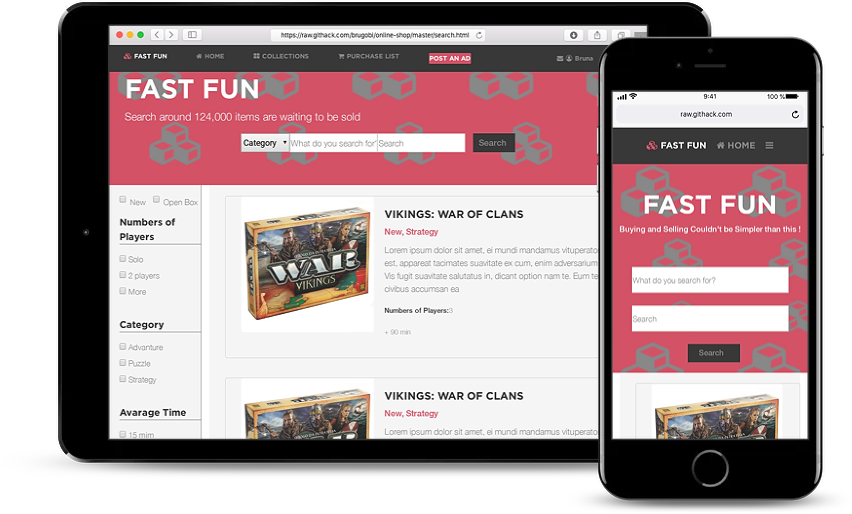 https://raw.githack.com/brugobi/online-shop/master/search.html
FAST FUN HOME COLLECTIONS PURCHASE LIST POST AN AD Bruna
FAST FUN
Search around 124,000 items are waiting to be sold
Category What do you search for? Search Search
New Open Box
Numbers of
Players
Solo
2 players
More
Category
Advanture
Puzzle
Strategy
Avarage Time
15 mim
WAR
VIKINGS
VIKINGS: WAR OF CLANS
New, Strategy
Lorem ipsum dolor sit amet, ei mundi mandamus vituperato
est, appareat tacimates suavitate ex cum, enim adversarium
Vis fugit suavitate salutatus in, dicant option nam te. Eum te
civibus accumsan ea
Numbers of Players:3
+ 90 min
VIKINGS: WAR OF CLANS
New, Strategy
Lorem ipsum dolor sit amet, ei mundi mandamus vituperato
9:41 100 %
raw.githack.com
FAST FUN HOME
FAST FUN
Buying and Selling Couldn't be Simpler than this !
What do you search for?
Search
Search